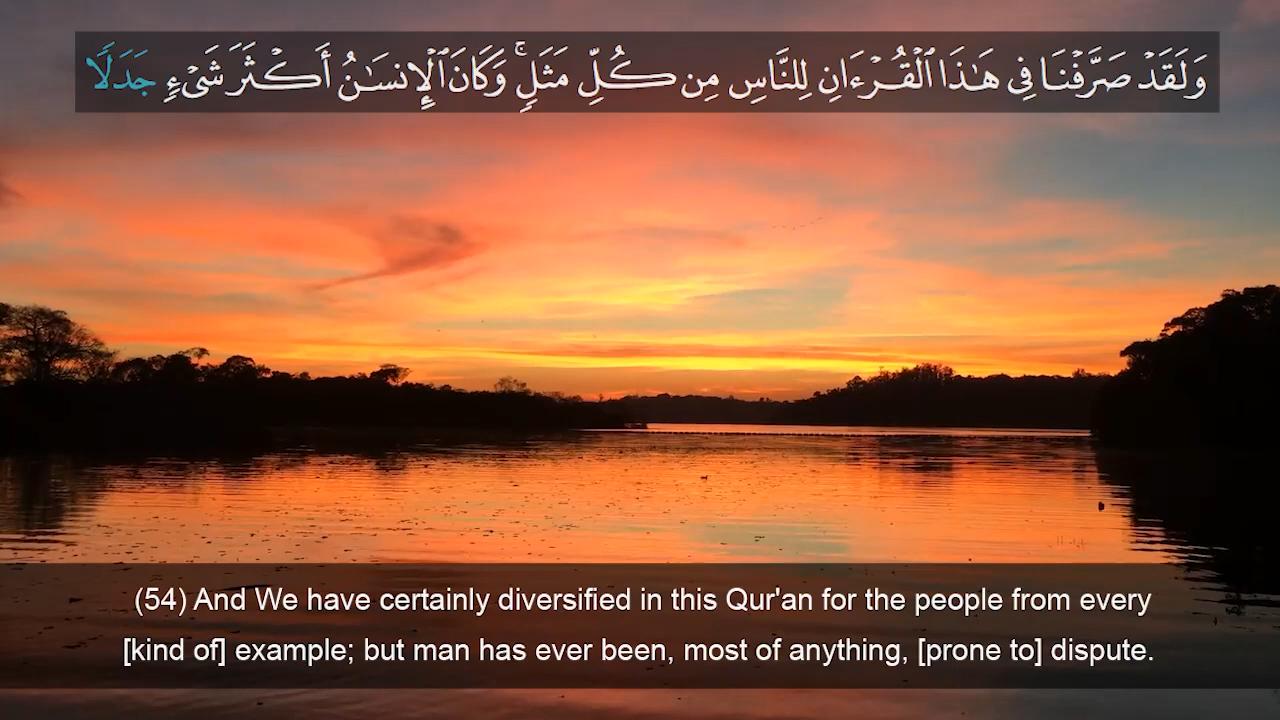 وَلَقَدۡ صَرَّفۡنَا فِي هَٰذَا ٱلۡقُرۡءَانِ لِلنَّاسِ مِن كُلِّ مَثَلٖۚ وَكَانَ ٱلۡإِنسَٰنُ أَكۡثَرَ شَيۡءٖ جَدَلٗا
(54) And We have certainly diversified in this Qur'an for the people from every
[kind of] example; but man has ever been, most of anything, [prone to] dispute.